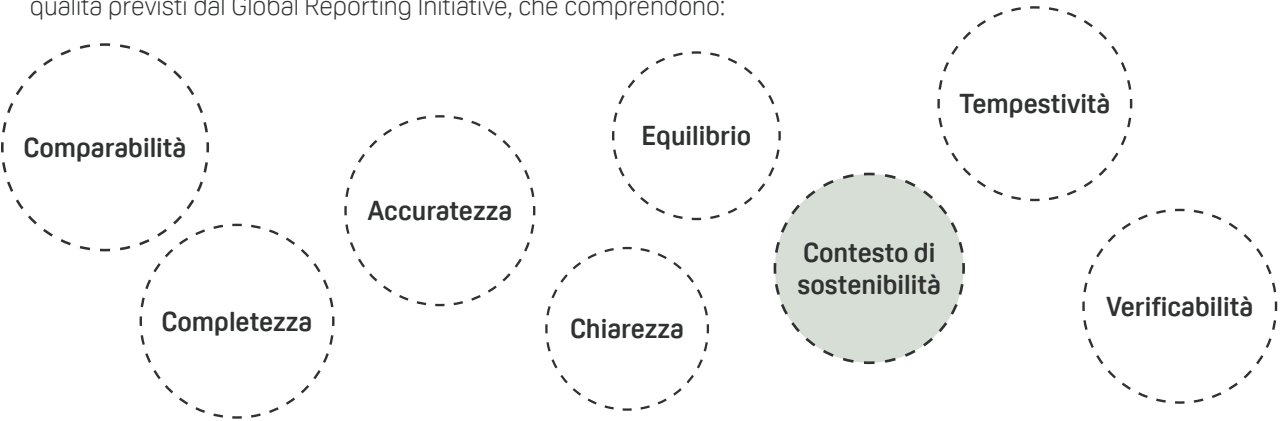 qualità previsti dal Global Reporting Initiative, che comprendono:
Comparabilità
Completezza
Accuratezza
Equilibrio
Chiarezza
Contesto di
sostenibilità
Tempestività
Verificabilità